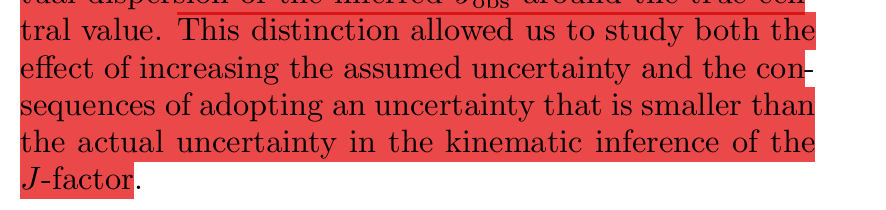 tual dispersion of the inferred J_obs around the true cen-
tral value. This distinction allowed us to study both the
effect of increasing the assumed uncertainty and the con-
sequences of adopting an uncertainty that is smaller than
the actual uncertainty in the kinematic inference of the
J-factor.